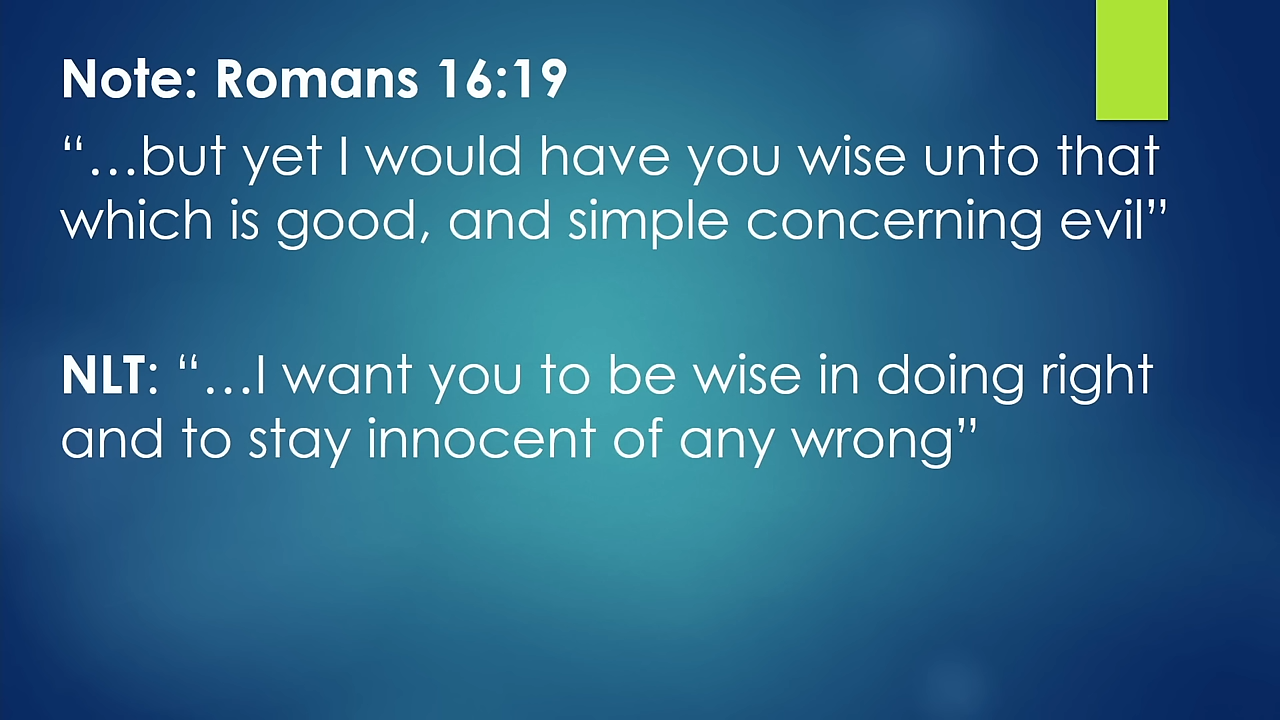 Note: Romans 16:19
“…but yet I would have you wise unto that
which is good, and simple concerning evil”
NLT: “…I want you to be wise in doing right
and to stay innocent of any wrong”